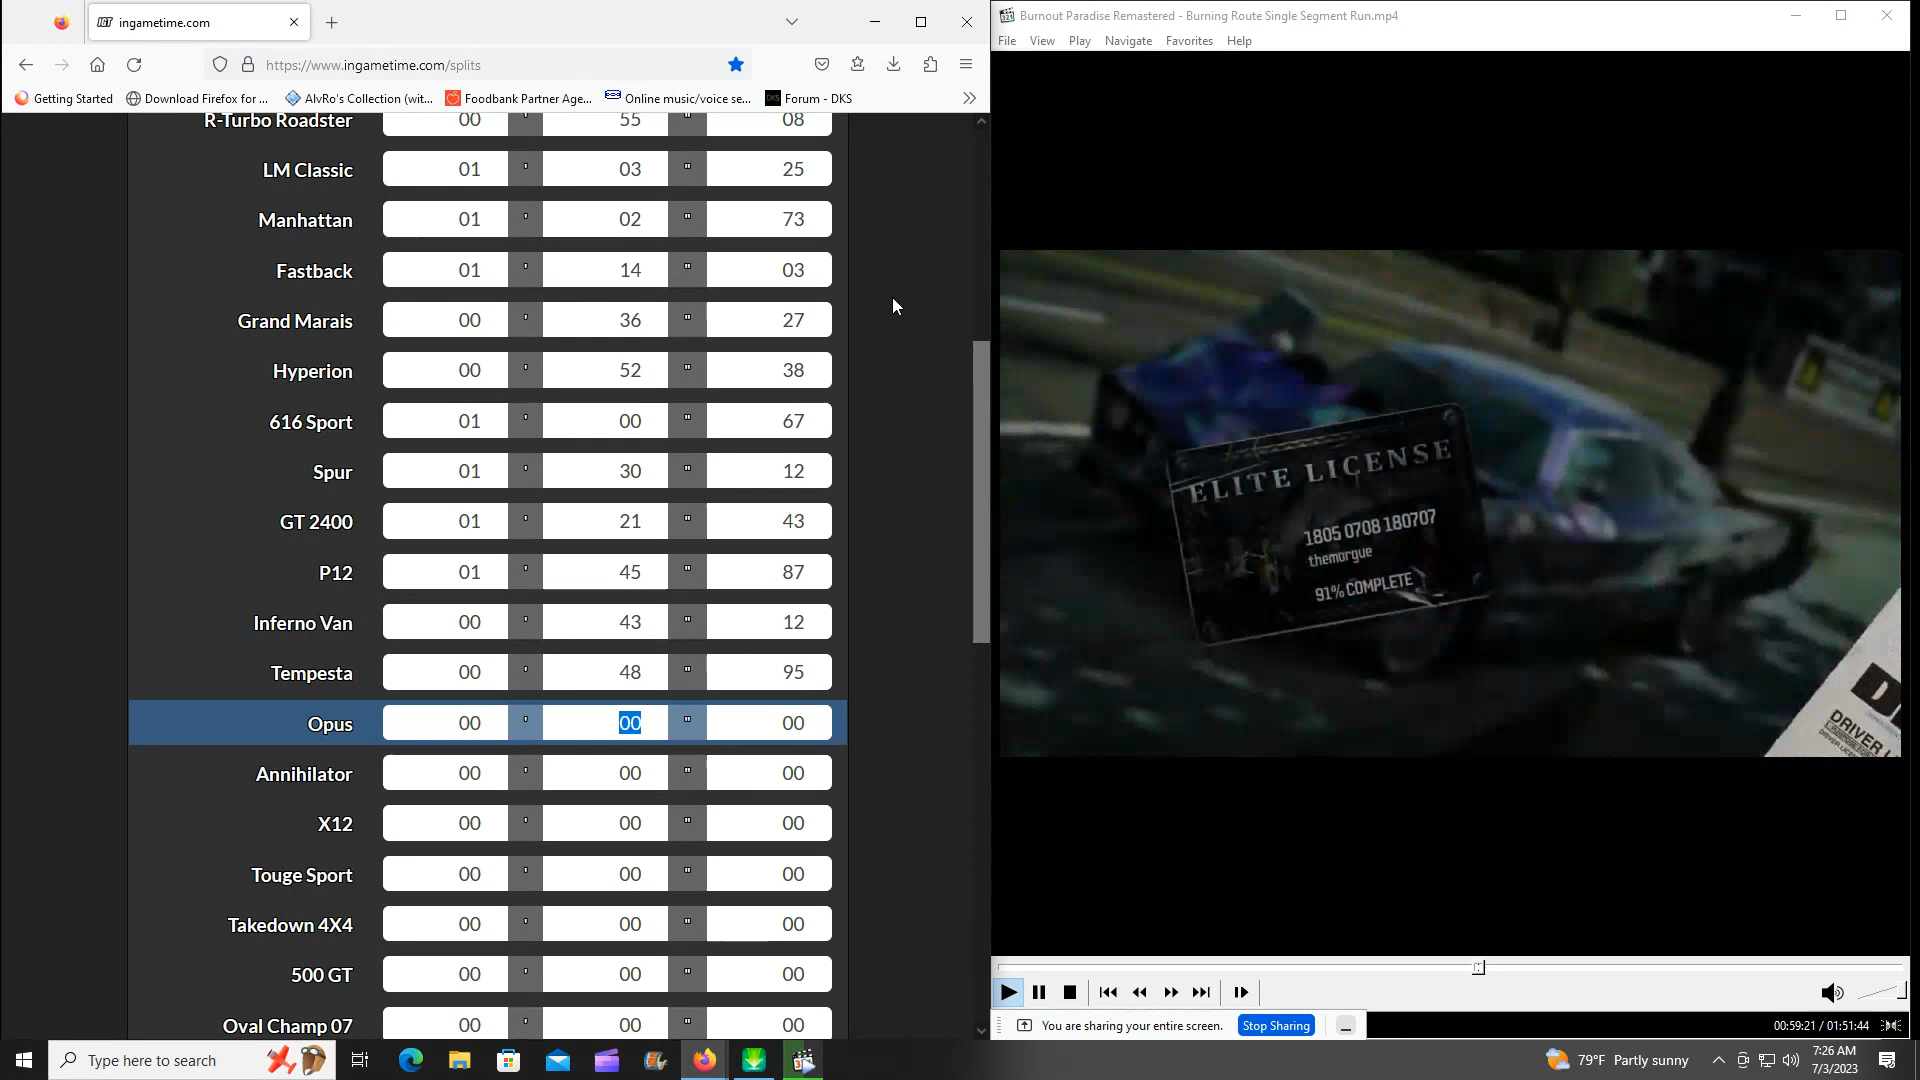 ingametime.com
https://www.ingametime.com/splits
Getting Started
Download Firefox for ...
AlvRo's Collection (wit...
Foodbank Partner Age...
Online music/voice se...
Forum - DKS
R-Turbo Roadster 00 ' 55 " 08
LM Classic 01 ' 03 " 25
Manhattan 01 ' 02 " 73
Fastback 01 ' 14 " 03
Grand Marais 00 ' 36 " 27
Hyperion 00 ' 52 " 38
616 Sport 01 ' 00 " 67
Spur 01 ' 30 " 12
GT 2400 01 ' 21 " 43
P12 01 ' 45 " 87
Inferno Van 00 ' 43 " 12
Tempesta 00 ' 48 " 95
Opus 00 ' 00 " 00
Annihilator 00 ' 00 " 00
X12 00 ' 00 " 00
Touge Sport 00 ' 00 " 00
Takedown 4X4 00 ' 00 " 00
500 GT 00 ' 00 " 00
Oval Champ 07 00 ' 00 " 00
Burnout Paradise Remastered - Burning Route Single Segment Run.mp4
File View Play Navigate Favorites Help
ELITE LICENSE
1805 0708 180707
themorgue
91% COMPLETE
DRIVER
You are sharing your entire screen.
Stop Sharing
00:59:21 / 01:51:44
Type here to search
79°F Partly sunny
7:26 AM
7/3/2023